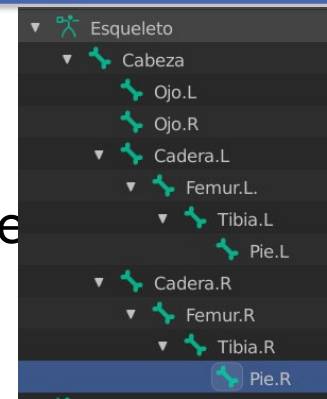 Esqueleto
Cabeza
Ojo.L
Ojo.R
Cadera.L
Femur.L.
Tibia.L
e
Pie.L
Cadera.R
Femur.R
Tibia.R
Pie.R